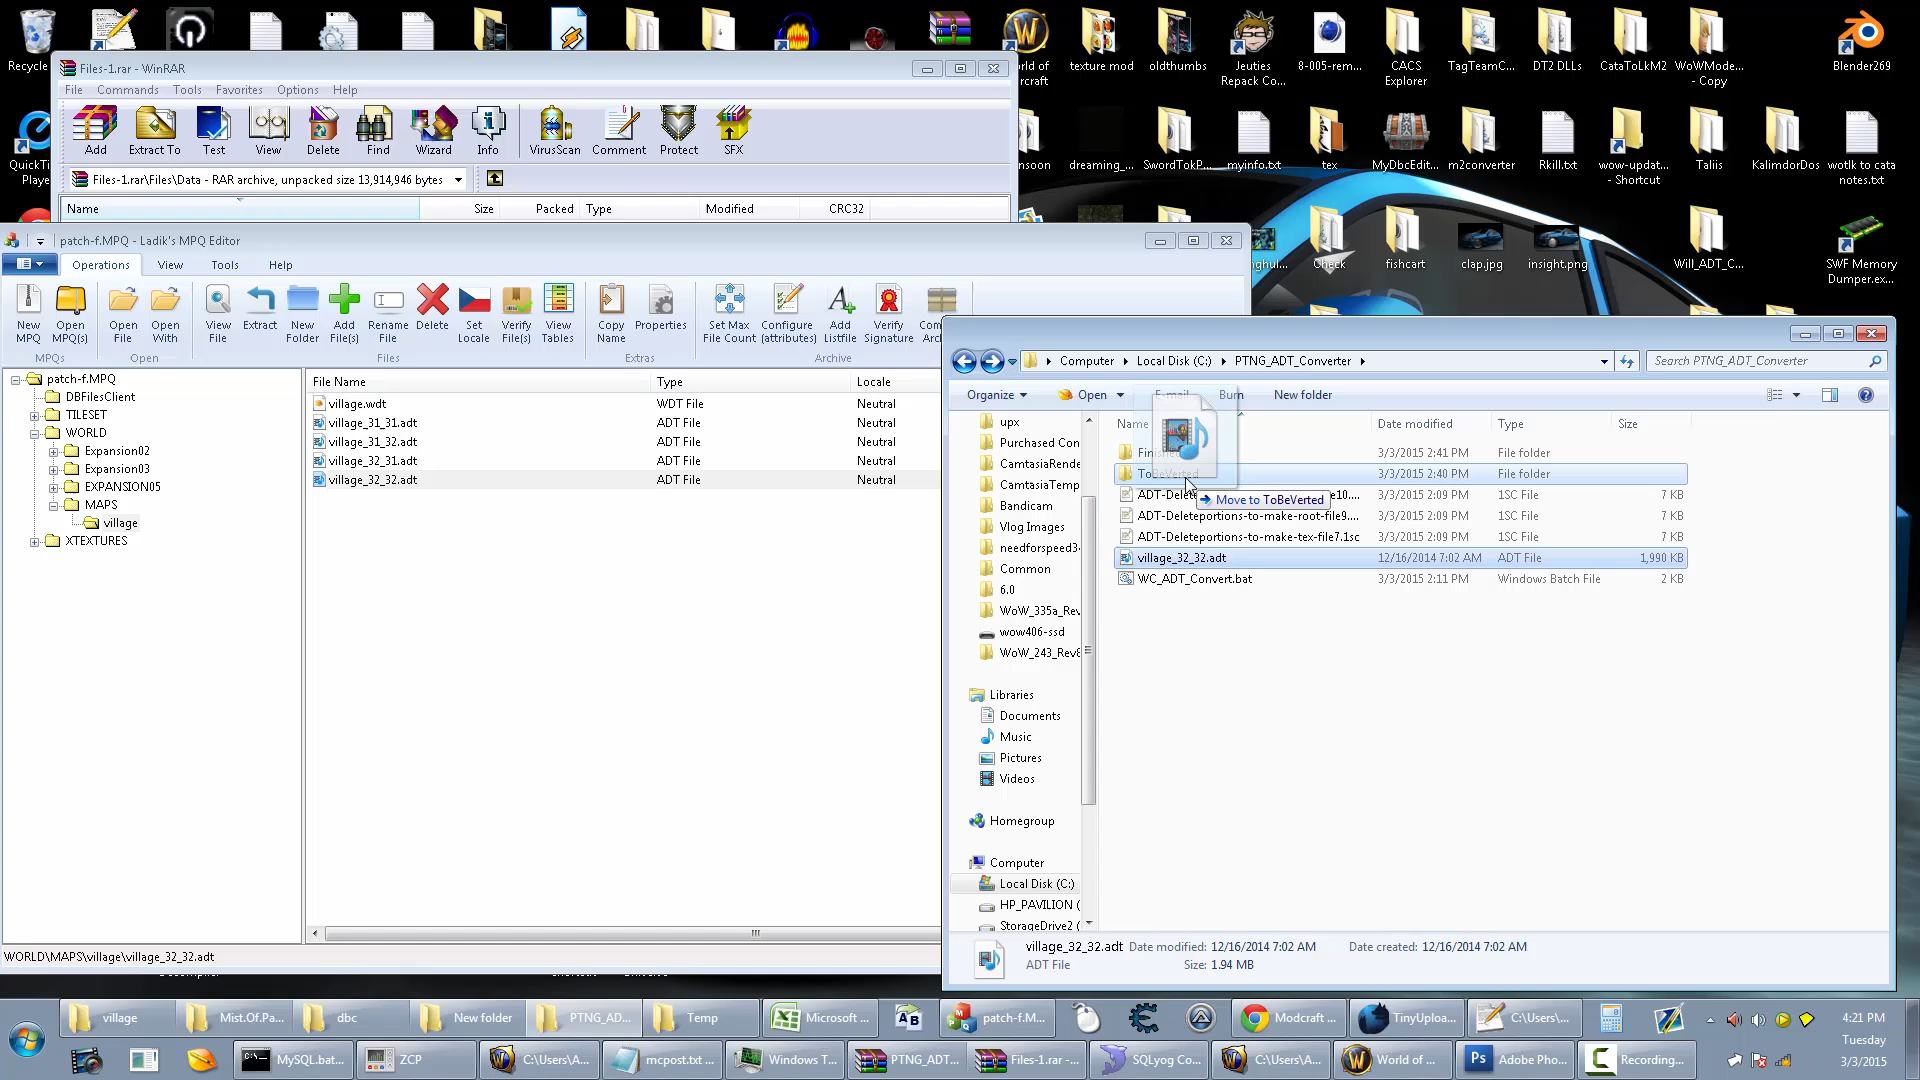 Recycle
texture mod
oldthumbs
Jeuties
Repack Co...
8-005-rem...
CACS
Explorer
TagTeamC...
DT2 DLLs
CataToLkM2
WoWMode...
- Copy
Blender269
Files-1.rar - WinRAR
File Commands Tools Favorites Options Help
Add Extract To Test View Delete Find Wizard Info VirusScan Comment Protect SFX
Files-1.rar\Files\Data - RAR archive, unpacked size 13,914,946 bytes
Name Size Packed Type Modified CRC32
QuickTi
Player
dreaming_...
SwordTokP...
myinfo.txt
tex
MyDbcEdit...
m2converter
Rkill.txt
wow-updat...
- Shortcut
Taliis
KalimdorDos
wotlk to cata
notes.txt
Check
fishcart
clap.jpg
insight.png
Will_ADT_C...
SWF Memory
Dumper.ex...
patch-f.MPQ - Ladik's MPQ Editor
Operations View Tools Help
New
MPQ
Open
MPQ(s)
Open
File
Open
With
View
File
Extract
New
Folder
Add
File(s)
Rename
File
Delete
Set
Locale
Verify
File(s)
View
Tables
Copy
Name
Properties
Set Max
File Count
Configure
(attributes)
Add
Listfile
Verify
Signature
MPQs Open Files Extras Archive
patch-f.MPQ
DBFilesClient
TILESET
WORLD
Expansion02
Expansion03
EXPANSION05
MAPS
village
XTEXTURES
File Name Type Locale
village.wdt WDT File Neutral
village_31_31.adt ADT File Neutral
village_31_32.adt ADT File Neutral
village_32_31.adt ADT File Neutral
village_32_32.adt ADT File Neutral
WORLD\MAPS\village\village_32_32.adt
Computer Local Disk (C:) PTNG_ADT_Converter
Search PTNG_ADT_Converter
Organize Open E-mail Burn New folder
upx
Purchased Con
CamtasiaRende
CamtasiaTemp
Bandicam
Vlog Images
needforspeed3-
Common
6.0
WoW_335a_Rev
wow406-ssd
WoW_243_Rev8
Libraries
Documents
Music
Pictures
Videos
Homegroup
Computer
Local Disk (C:)
HP_PAVILION (
StorageDrive2 (
Name Date modified Type Size
3/3/2015 2:41 PM File folder
ToBeVerted 3/3/2015 2:40 PM File folder
3/3/2015 2:09 PM 1SC File 7 KB
ADT-Deleteportions-to-make-root-file9.... 3/3/2015 2:09 PM 1SC File 7 KB
ADT-Deleteportions-to-make-tex-file7.1sc 3/3/2015 2:09 PM 1SC File 7 KB
village_32_32.adt 12/16/2014 7:02 AM ADT File 1,990 KB
WC_ADT_Convert.bat 3/3/2015 2:11 PM Windows Batch File 2 KB
Move to ToBeVerted
village_32_32.adt Date modified: 12/16/2014 7:02 AM Date created: 12/16/2014 7:02 AM
ADT File Size: 1.94 MB
village
Mist.Of.Pa...
dbc
New folder
PTNG_AD...
Temp
Microsoft ...
patch-f.M...
Modcraft ...
TinyUploa...
C:\Users\...
4:21 PM
Tuesday
3/3/2015
MySQL.bat...
ZCP
C:\Users\A...
mcpost.txt ...
Windows T...
PTNG_ADT...
Files-1.rar -...
SQLyog Co...
C:\Users\A...
World of ...
Adobe Pho...
Recording...